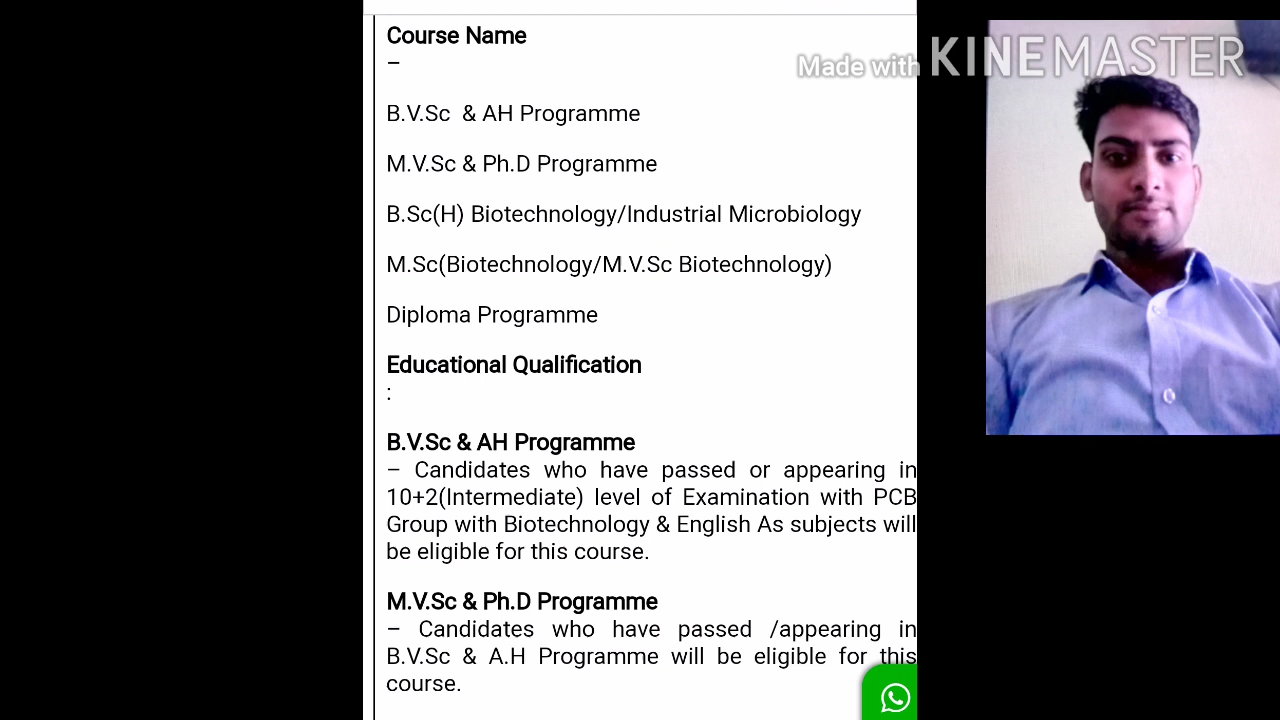 Course Name
–
B.V.Sc & AH Programme
M.V.Sc & Ph.D Programme
B.Sc(H) Biotechnology/Industrial Microbiology
M.Sc(Biotechnology/M.V.Sc Biotechnology)
Diploma Programme
Educational Qualification
:
B.V.Sc & AH Programme
– Candidates who have passed or appearing in
10+2(Intermediate) level of Examination with PCB
Group with Biotechnology & English As subjects will
be eligible for this course.
M.V.Sc & Ph.D Programme
– Candidates who have passed /appearing in
B.V.Sc & A.H Programme will be eligible for this
course.
Made with KINEMASTER